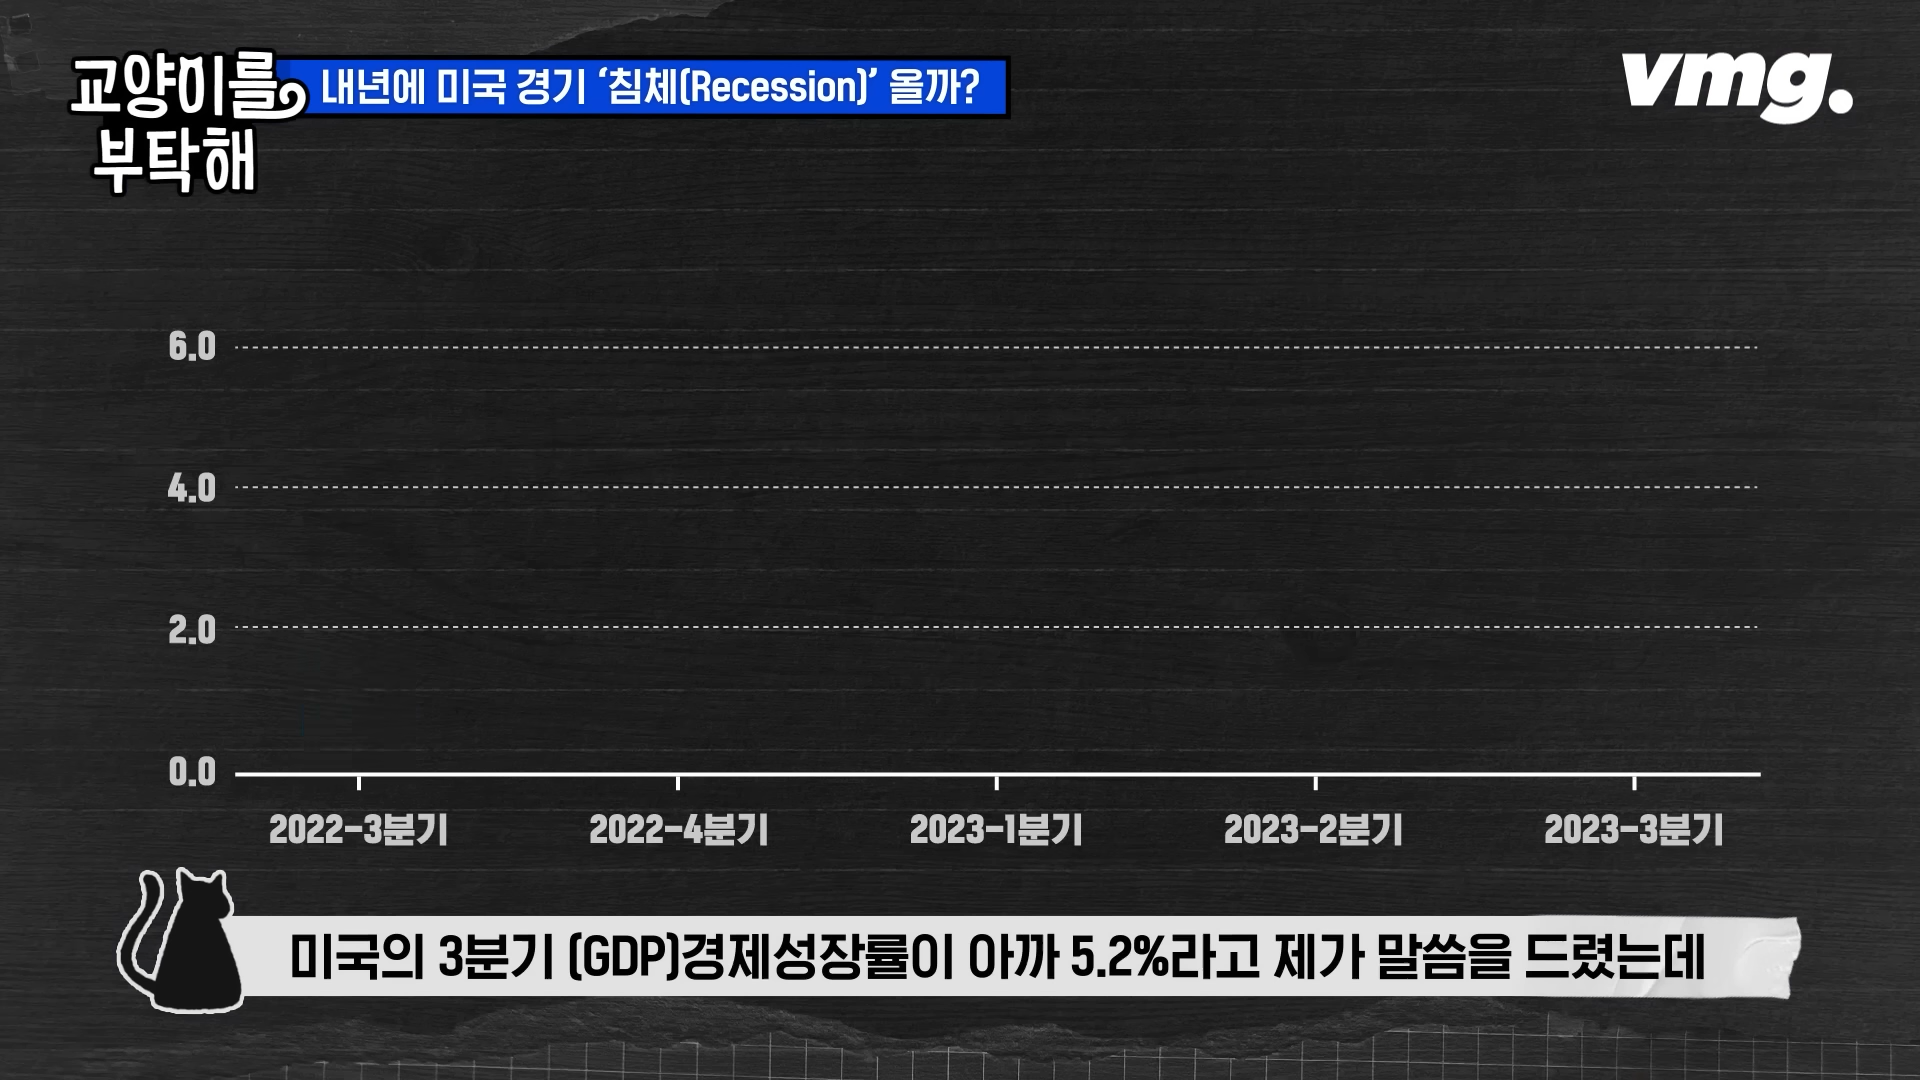 교양이를
부탁해
내년에 미국 경기 ‘침체(Recession)’ 올까?
vmg.
6.0
4.0
2.0
0.0
2022-3분기
2022-4분기
2023-1분기
2023-2분기
2023-3분기
미국의 3분기 (GDP)경제성장률이 아까 5.2%라고 제가 말씀을 드렸는데